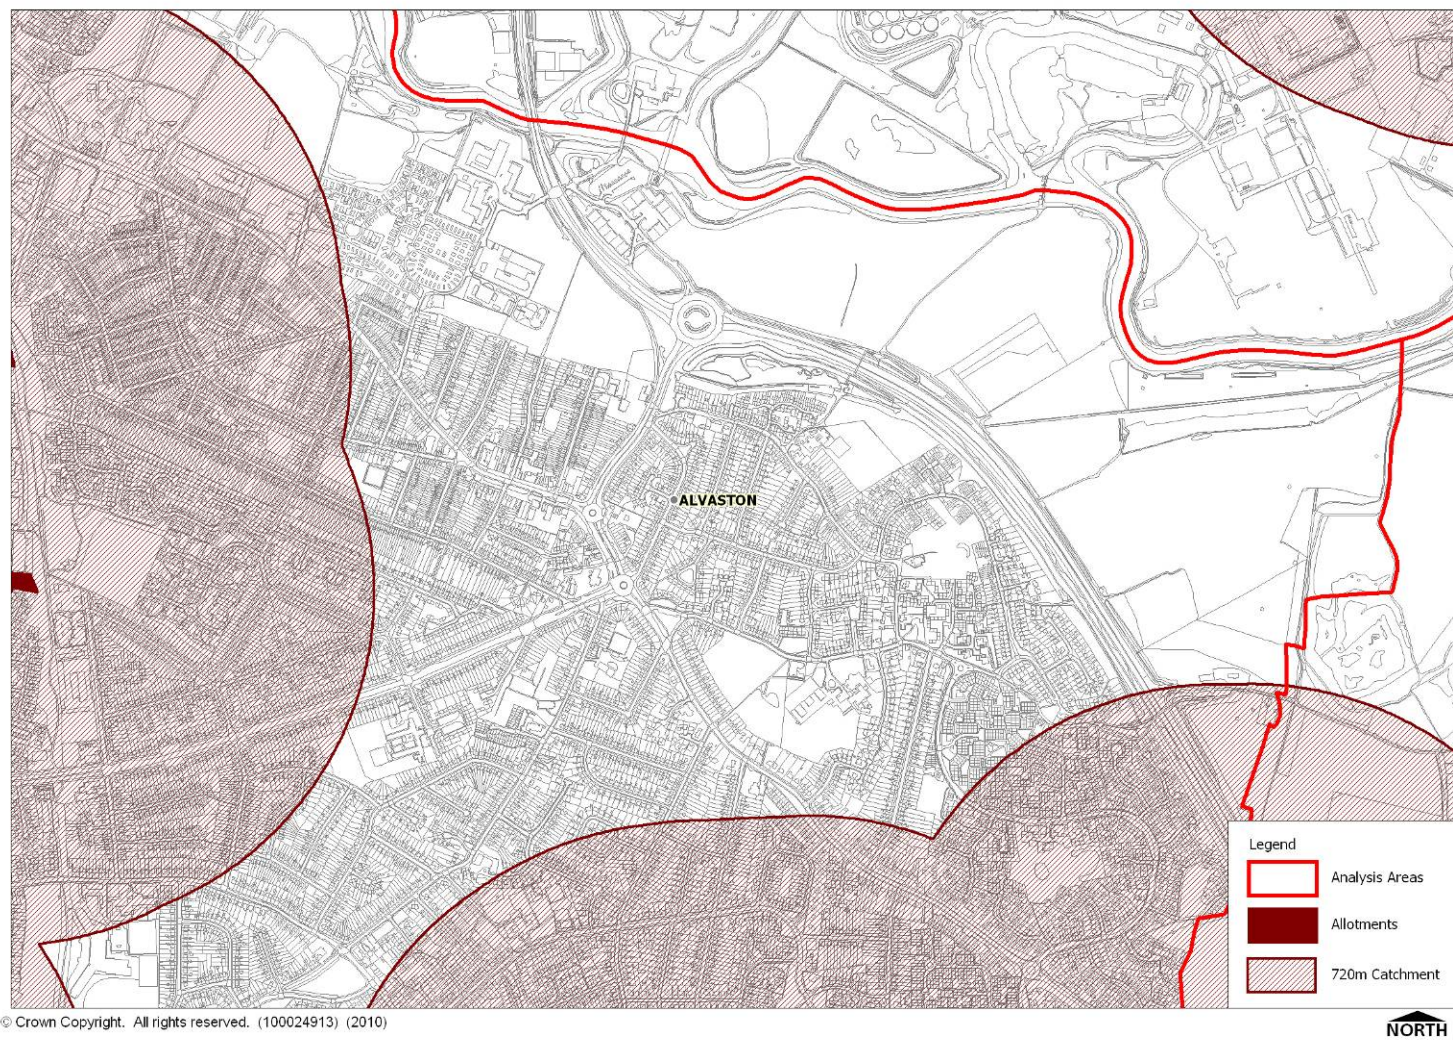 ALVASTON
Legend
Analysis Areas
Allotments
720m Catchment
© Crown Copyright. All rights reserved. (100024913) (2010)
NORTH